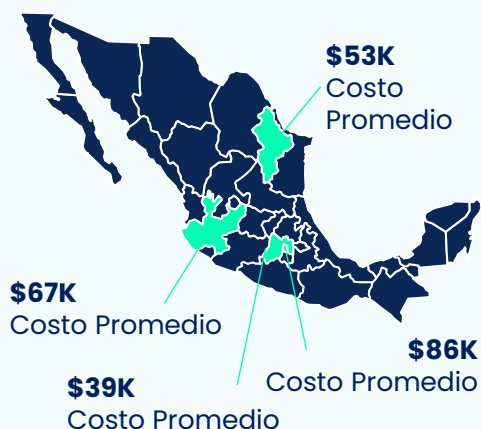 $53K
Costo
Promedio
$67K
Costo Promedio
$86K
Costo Promedio
$39K
Costo Promedio